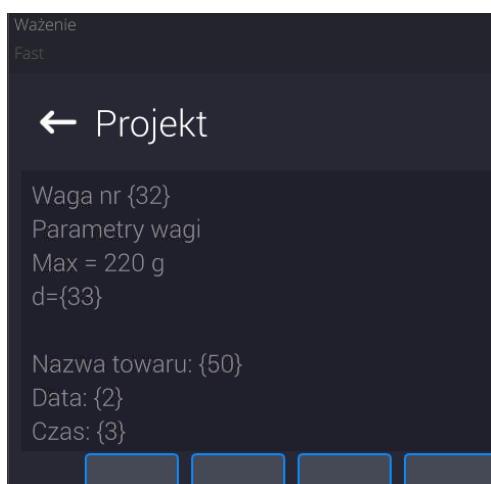 Ważenie
Fast
Projekt
Waga nr {32}
Parametry wagi
Max = 220 g
d={33}
Nazwa towaru: {50}
Data: {2}
Czas: {3}